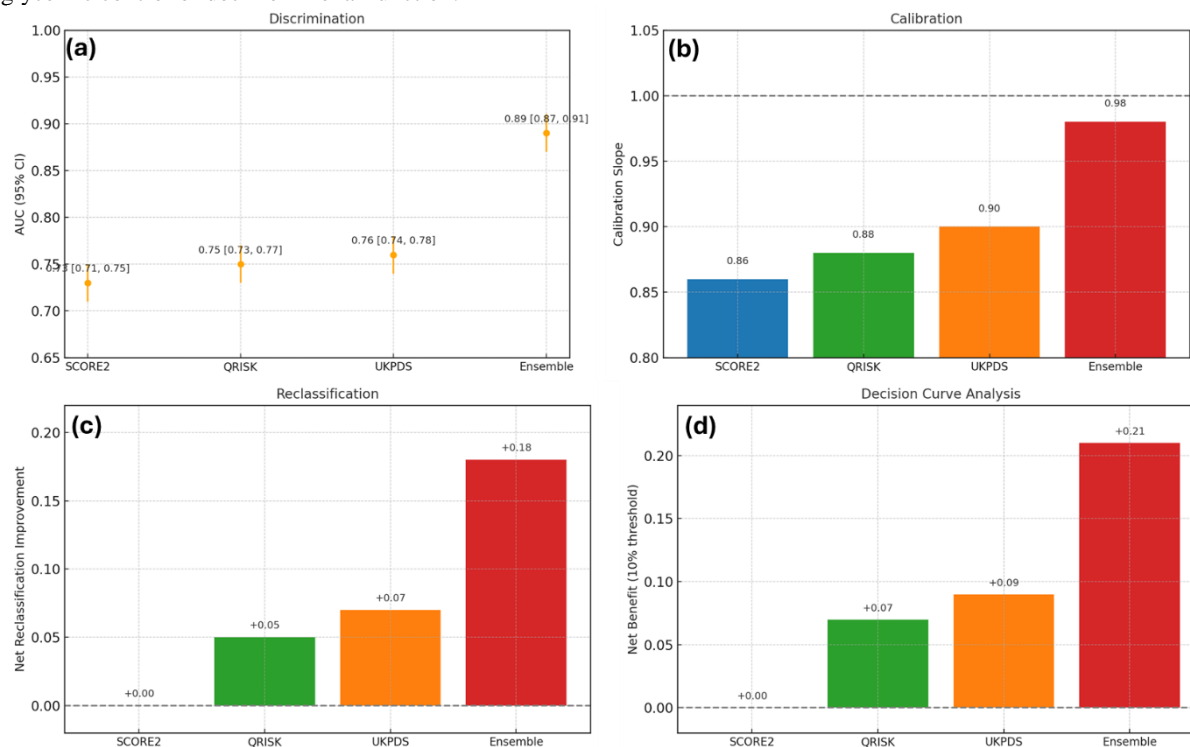 Discrimination
(a)
1.00
0.95
0.90
0.85
0.80
0.75
0.70
0.65
AUC (95% CI)
0.73 [0.71, 0.75]
0.75 [0.73, 0.77]
0.76 [0.74, 0.78]
0.89 [0.87, 0.91]
SCORE2 QRISK UKPDS Ensemble
Calibration
(b)
1.05
1.00
0.95
0.90
0.85
0.80
Calibration Slope
0.86
0.88
0.90
0.98
SCORE2 QRISK UKPDS Ensemble
Reclassification
(c)
0.20
0.15
0.10
0.05
0.00
Net Reclassification Improvement
+0.00
+0.05
+0.07
+0.18
SCORE2 QRISK UKPDS Ensemble
Decision Curve Analysis
(d)
0.20
0.15
0.10
0.05
0.00
Net Benefit (10% threshold)
+0.00
+0.07
+0.09
+0.21
SCORE2 QRISK UKPDS Ensemble